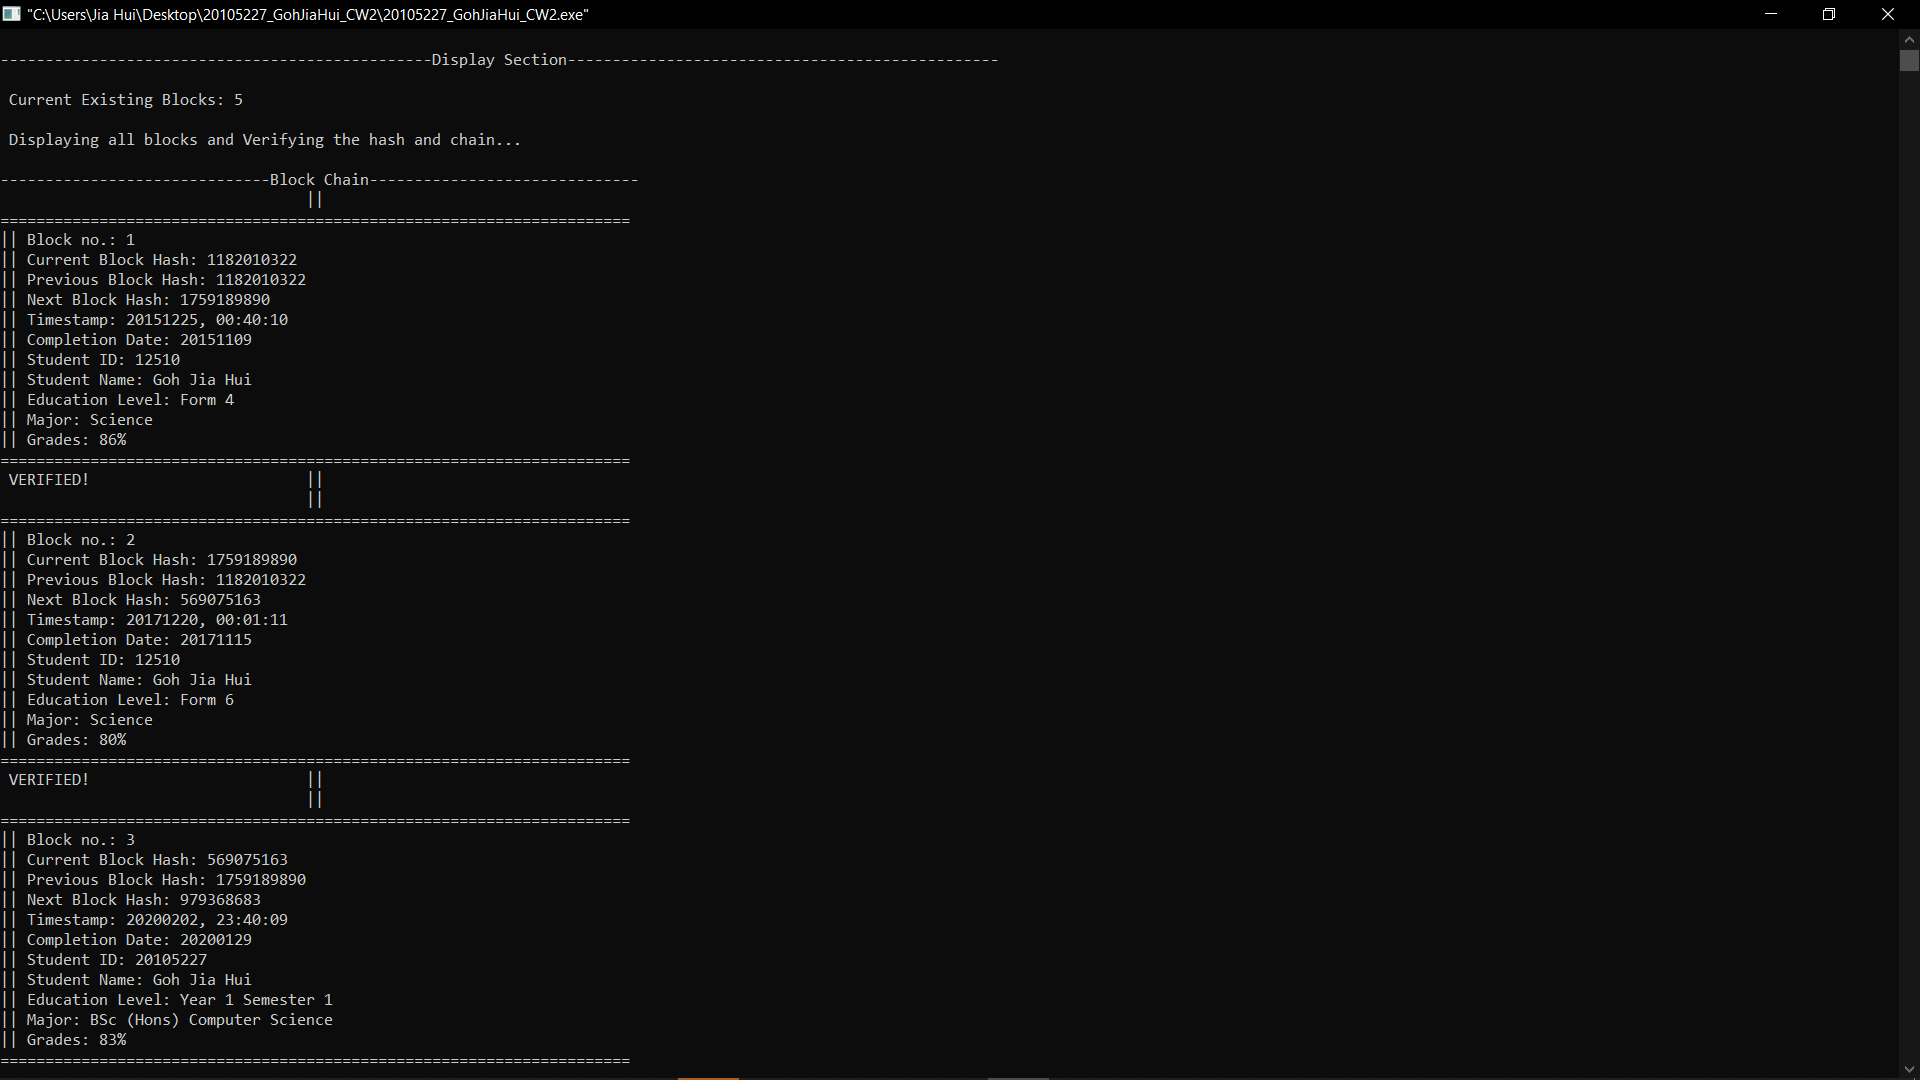 "C:\Users\Jia Hui\Desktop\20105227_GohJiaHui_CW2\20105227_GohJiaHui_CW2.exe"
------------------------------------------------Display Section------------------------------------------------
Current Existing Blocks: 5
Displaying all blocks and Verifying the hash and chain...
------------------------------Block Chain------------------------------
||
======================================================================
|| Block no.: 1
|| Current Block Hash: 1182010322
|| Previous Block Hash: 1182010322
|| Next Block Hash: 1759189890
|| Timestamp: 20151225, 00:40:10
|| Completion Date: 20151109
|| Student ID: 12510
|| Student Name: Goh Jia Hui
|| Education Level: Form 4
|| Major: Science
|| Grades: 86%
======================================================================
VERIFIED! ||
||
======================================================================
|| Block no.: 2
|| Current Block Hash: 1759189890
|| Previous Block Hash: 1182010322
|| Next Block Hash: 569075163
|| Timestamp: 20171220, 00:01:11
|| Completion Date: 20171115
|| Student ID: 12510
|| Student Name: Goh Jia Hui
|| Education Level: Form 6
|| Major: Science
|| Grades: 80%
======================================================================
VERIFIED! ||
||
======================================================================
|| Block no.: 3
|| Current Block Hash: 569075163
|| Previous Block Hash: 1759189890
|| Next Block Hash: 979368683
|| Timestamp: 20200202, 23:40:09
|| Completion Date: 20200129
|| Student ID: 20105227
|| Student Name: Goh Jia Hui
|| Education Level: Year 1 Semester 1
|| Major: BSc (Hons) Computer Science
|| Grades: 83%
======================================================================